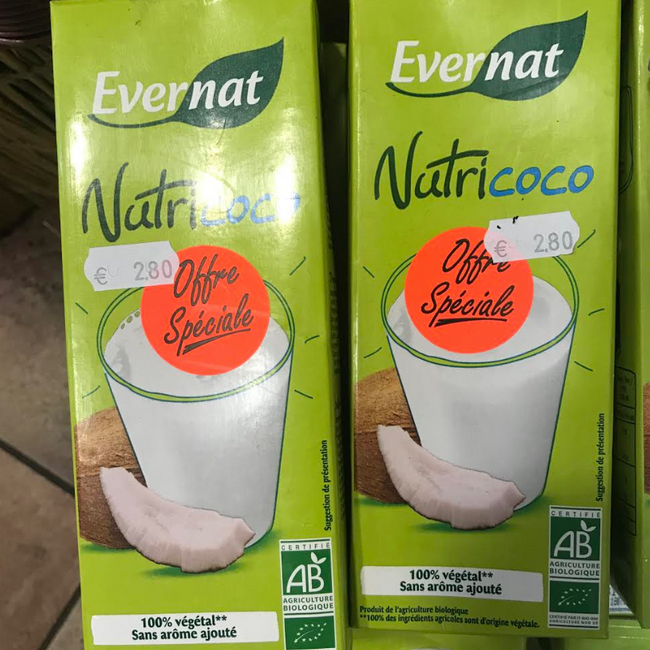 Evernat
Nutricoco
€ 2.80
Offre
Spéciale
Suggestion de présentation
CERTIFIÉ
AB
AGRICULTURE
BIOLOGIQUE
100% végétal**
Sans arôme ajouté
Evernat
Nutricoco
€ 2.80
Offre
Spéciale
Suggestion de présentation
CERTIFIÉ
AB
AGRICULTURE
BIOLOGIQUE
100% végétal**
Sans arôme ajouté
Produit de l'agriculture biologique
**100% des ingrédients agricoles sont d'origine végétale.